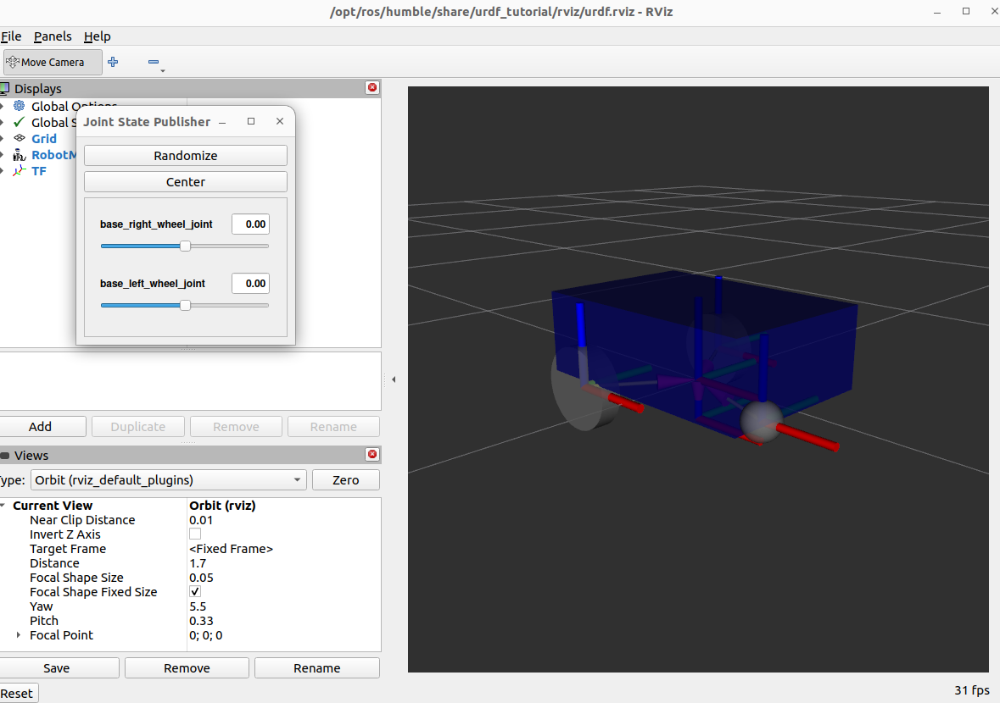 /opt/ros/humble/share/urdf_tutorial/rviz/urdf.rviz - RViz
File Panels Help
Move Camera
Displays
Global Options
Global S
Grid
RobotM
TF
Joint State Publisher
Randomize
Center
base_right_wheel_joint 0.00
base_left_wheel_joint 0.00
Add Duplicate Remove Rename
Views
Type: Orbit (rviz_default_plugins) Zero
Current View Orbit (rviz)
Near Clip Distance 0.01
Invert Z Axis
Target Frame <Fixed Frame>
Distance 1.7
Focal Shape Size 0.05
Focal Shape Fixed Size
Yaw 5.5
Pitch 0.33
Focal Point 0; 0; 0
Save Remove Rename
Reset
31 fps